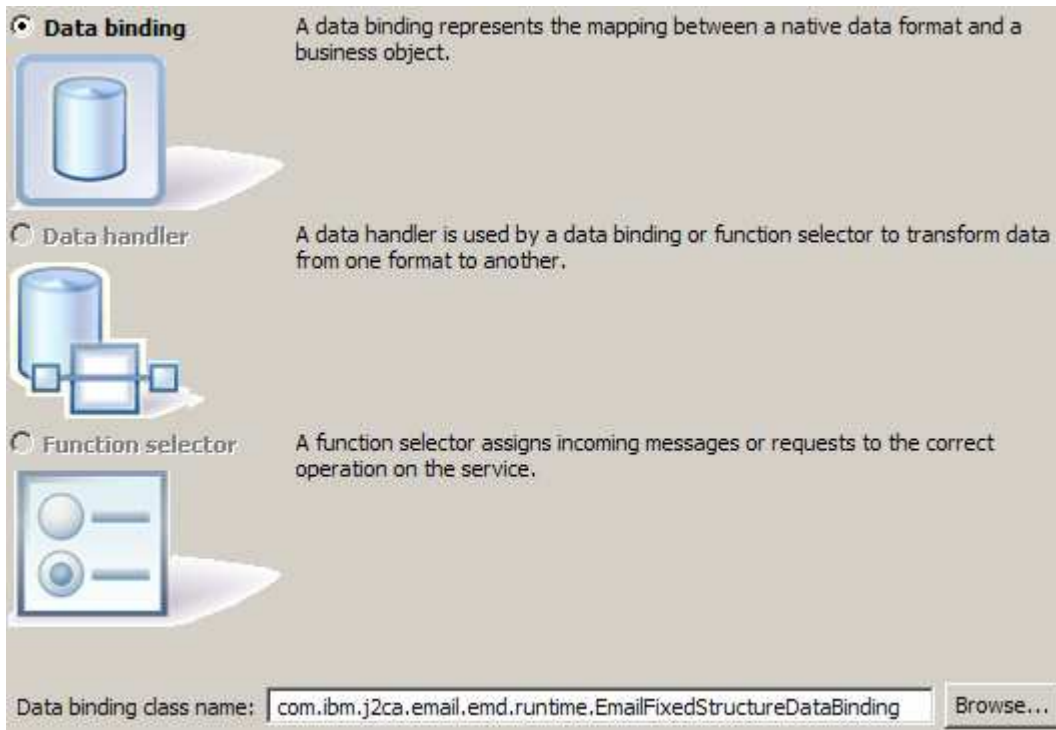 Data binding
A data binding represents the mapping between a native data format and a
business object.
Data handler
A data handler is used by a data binding or function selector to transform data
from one format to another.
Function selector
A function selector assigns incoming messages or requests to the correct
operation on the service.
Data binding class name: com.ibm.j2ca.email.emd.runtime.EmailFixedStructureDataBinding Browse...